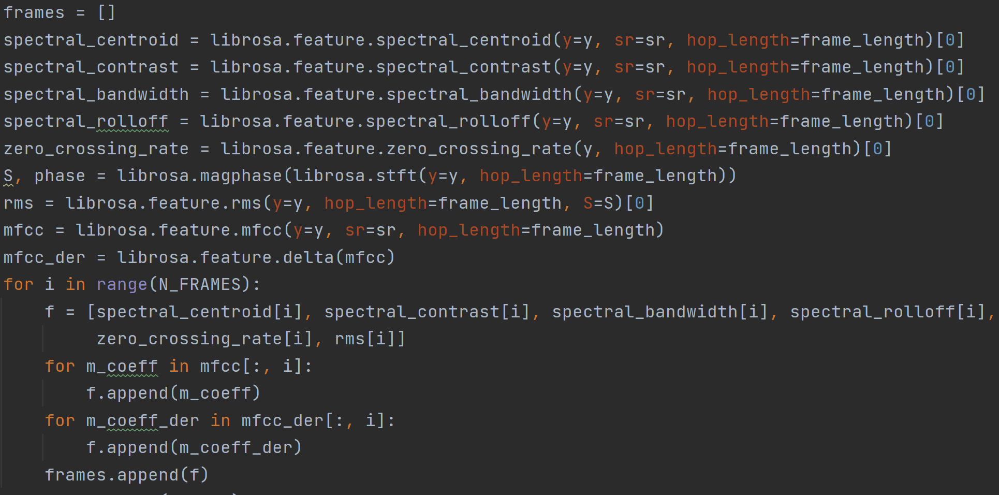 frames = []
spectral_centroid = librosa.feature.spectral_centroid(y=y, sr=sr, hop_length=frame_length)[0]
spectral_contrast = librosa.feature.spectral_contrast(y=y, sr=sr, hop_length=frame_length)[0]
spectral_bandwidth = librosa.feature.spectral_bandwidth(y=y, sr=sr, hop_length=frame_length)[0]
spectral_rolloff = librosa.feature.spectral_rolloff(y=y, sr=sr, hop_length=frame_length)[0]
zero_crossing_rate = librosa.feature.zero_crossing_rate(y, hop_length=frame_length)[0]
S, phase = librosa.magphase(librosa.stft(y=y, hop_length=frame_length))
rms = librosa.feature.rms(y=y, hop_length=frame_length, S=S)[0]
mfcc = librosa.feature.mfcc(y=y, sr=sr, hop_length=frame_length)
mfcc_der = librosa.feature.delta(mfcc)
for i in range(N_FRAMES):
    f = [spectral_centroid[i], spectral_contrast[i], spectral_bandwidth[i], spectral_rolloff[i],
         zero_crossing_rate[i], rms[i]]
    for m_coeff in mfcc[:, i]:
        f.append(m_coeff)
    for m_coeff_der in mfcc_der[:, i]:
        f.append(m_coeff_der)
    frames.append(f)